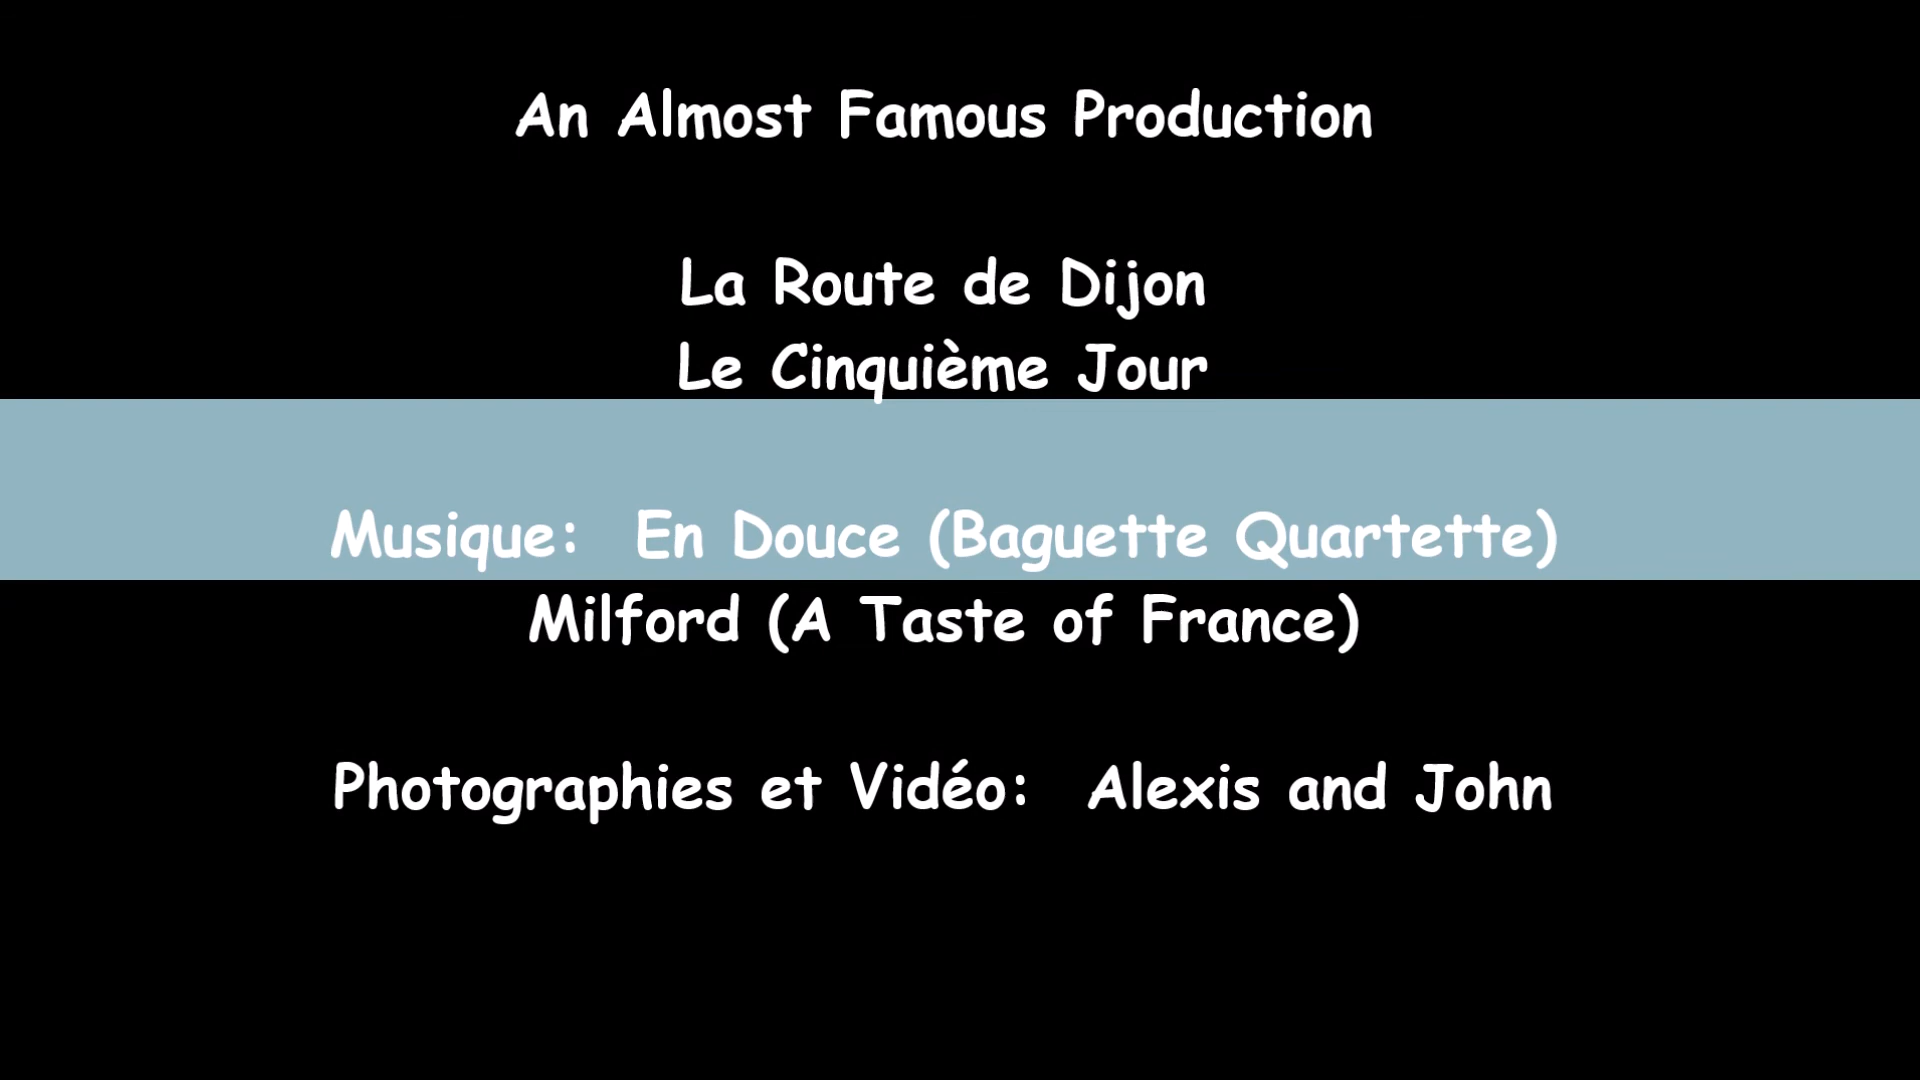 An Almost Famous Production
La Route de Dijon
Le Cinquième Jour
Musique:  En Douce (Baguette Quartette)
Milford (A Taste of France)
Photographies et Vidéo:  Alexis and John